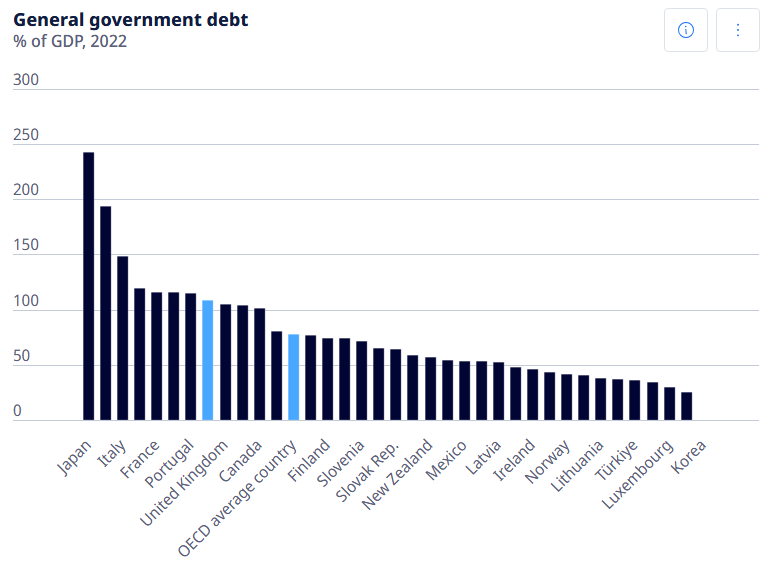 General government debt
% of GDP, 2022
300
250
200
150
100
50
0
Japan
Italy
France
Portugal
United Kingdom
Canada
OECD average country
Finland
Slovenia
Slovak Rep.
New Zealand
Mexico
Latvia
Ireland
Norway
Lithuania
Türkiye
Luxembourg
Korea